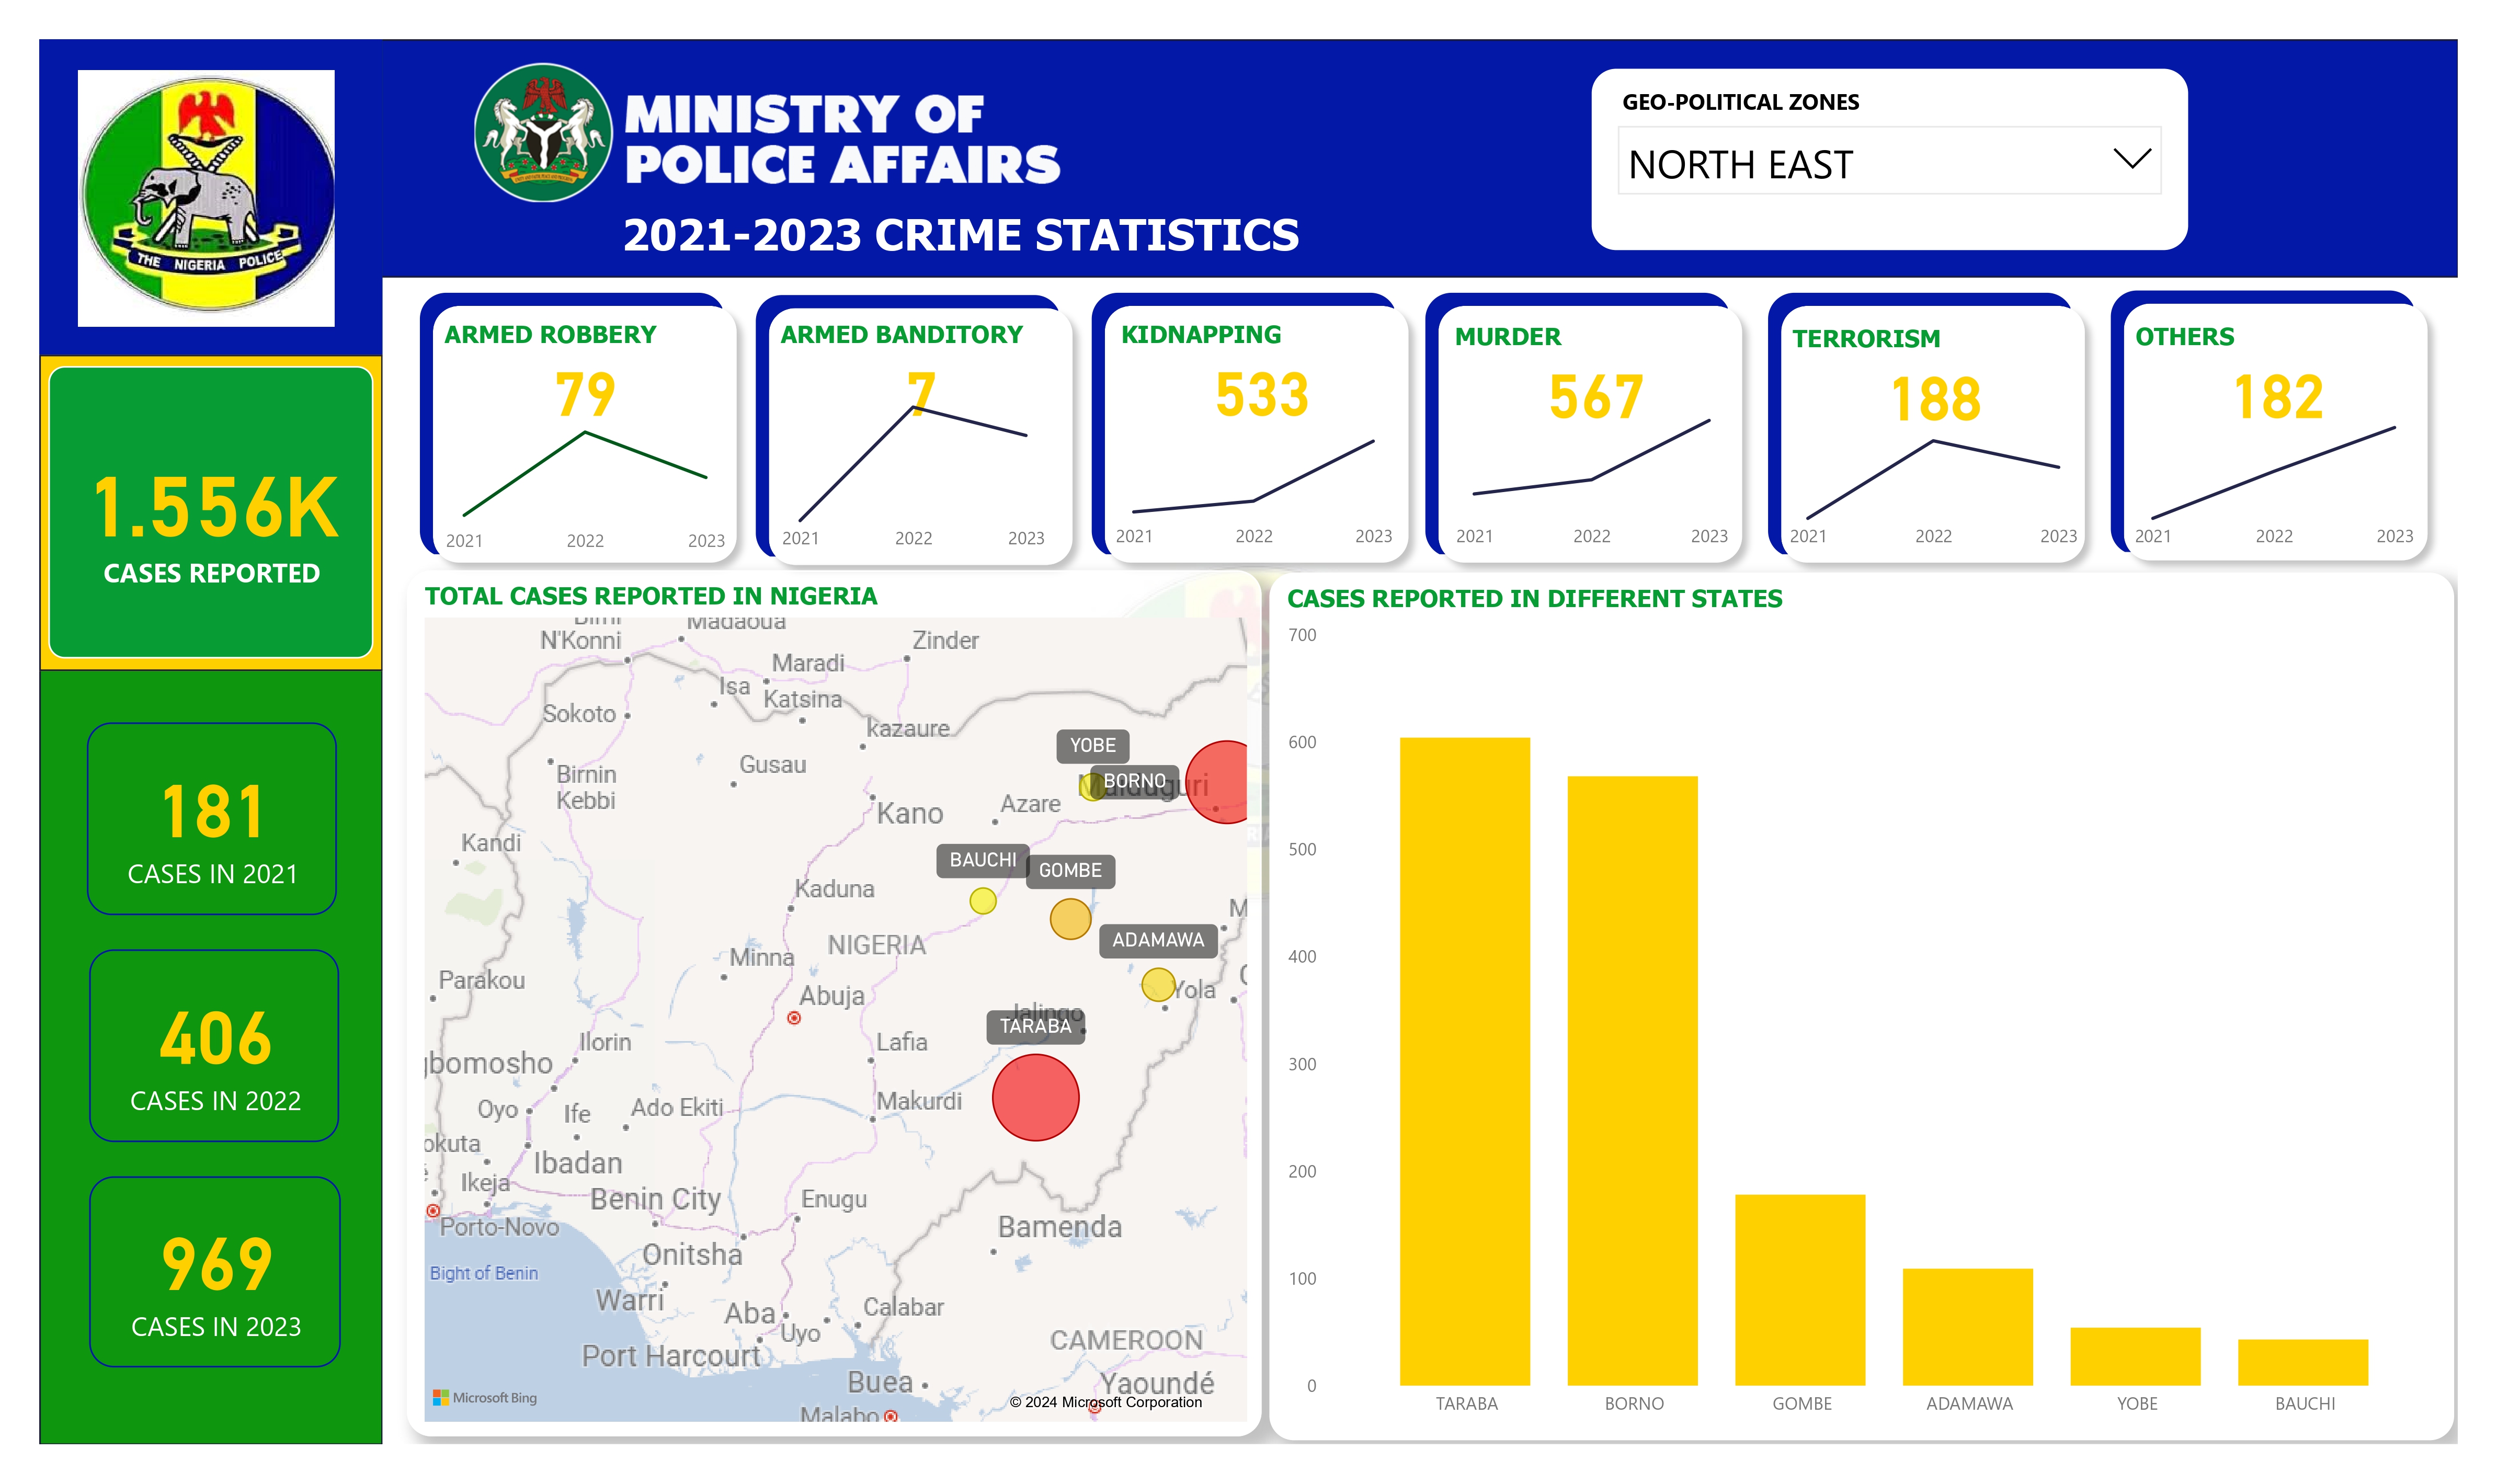 THE NIGERIA POLICE
MINISTRY OF
POLICE AFFAIRS
2021-2023 CRIME STATISTICS
GEO-POLITICAL ZONES
NORTH EAST
1.556K
CASES REPORTED
181
CASES IN 2021
406
CASES IN 2022
969
CASES IN 2023
ARMED ROBBERY
79
2021 2022 2023
ARMED BANDITORY
7
2021 2022 2023
KIDNAPPING
533
2021 2022 2023
MURDER
567
2021 2022 2023
TERRORISM
188
2021 2022 2023
OTHERS
182
2021 2022 2023
TOTAL CASES REPORTED IN NIGERIA
Birni
N'Konni
Madaoua
Zinder
Maradi
Isa
Katsina
Sokoto
kazaure
YOBE
Gusau
Birnin
Kebbi
BORNO
Maiduguri
Azare
Kano
Kandi
BAUCHI
GOMBE
Kaduna
M
NIGERIA
ADAMAWA
Minna
Parakou
Abuja
Yola
C
Jalingo
TARABA
Ilorin
Lafia
gbomosho
Oyo
Ife
Ado Ekiti
Makurdi
okuta
Ibadan
Ikeja
Benin City
Enugu
Porto-Novo
Bamenda
Onitsha
Bight of Benin
Warri
Aba
Calabar
Uyo
CAMEROON
Port Harcourt
Buea
Yaoundé
Microsoft Bing
© 2024 Microsoft Corporation
Malabo
CASES REPORTED IN DIFFERENT STATES
700
600
500
400
300
200
100
0
TARABA BORNO GOMBE ADAMAWA YOBE BAUCHI